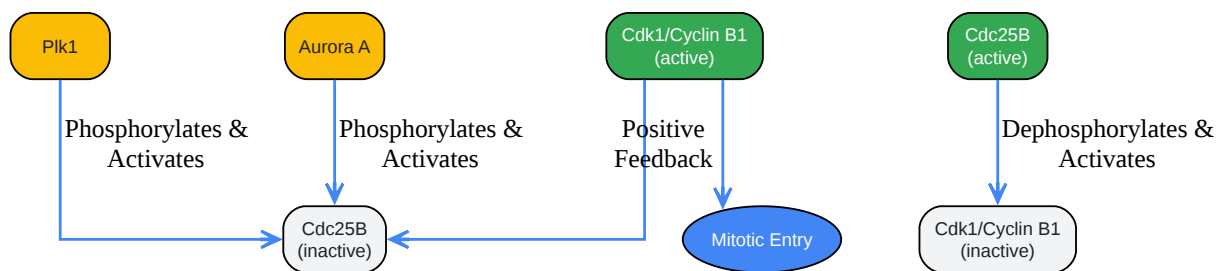 Plk1
Aurora A
Cdk1/Cyclin B1
(active)
Cdc25B
(active)
Phosphorylates &
Activates
Phosphorylates &
Activates
Positive
Feedback
Dephosphorylates &
Activates
Cdc25B
(inactive)
Mitotic Entry
Cdk1/Cyclin B1
(inactive)